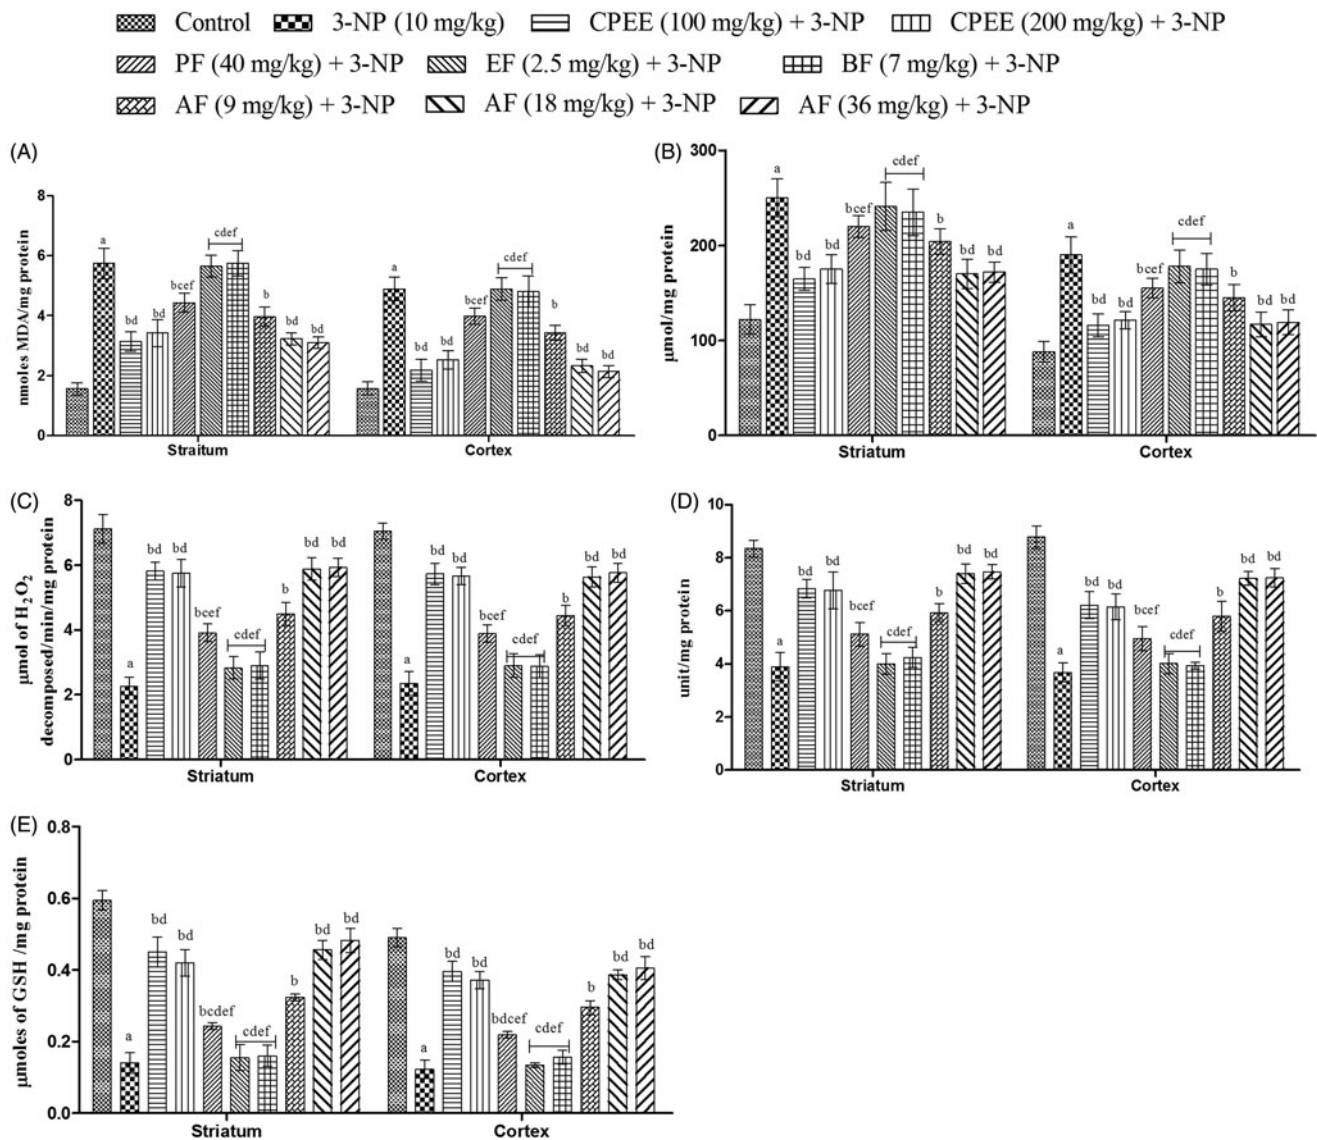 Control 3-NP (10 mg/kg) CPEE (100 mg/kg) + 3-NP CPEE (200 mg/kg) + 3-NP
PF (40 mg/kg) + 3-NP EF (2.5 mg/kg) + 3-NP BF (7 mg/kg) + 3-NP
AF (9 mg/kg) + 3-NP AF (18 mg/kg) + 3-NP AF (36 mg/kg) + 3-NP
(A)
nmoles MDA/mg protein
8
6
4
2
0
a
bd
bd
bcef
cdef
b
bd
bd
a
bd
bd
bcef
cdef
b
bd
bd
Straitum Cortex
(B)
µmol/mg protein
300
200
100
0
a
bd
bd
bcef
cdef
b
bd
bd
a
bd
bd
bcef
cdef
b
bd
bd
Striatum Cortex
(C)
µmol of H2O2
decomposed/min/mg protein
8
6
4
2
0
a
bd
bd
bcef
cdef
b
bd
bd
a
bd
bd
bcef
cdef
b
bd
bd
Striatum Cortex
(D)
unit/mg protein
10
8
6
4
2
0
a
bd
bd
bcef
cdef
b
bd
bd
a
bd
bd
bcef
cdef
b
bd
bd
Striatum Cortex
(E)
µmoles of GSH /mg protein
0.8
0.6
0.4
0.2
0.0
a
bd
bd
bcdef
cdef
b
bd
bd
a
bd
bd
bdcef
cdef
b
bd
bd
Striatum Cortex